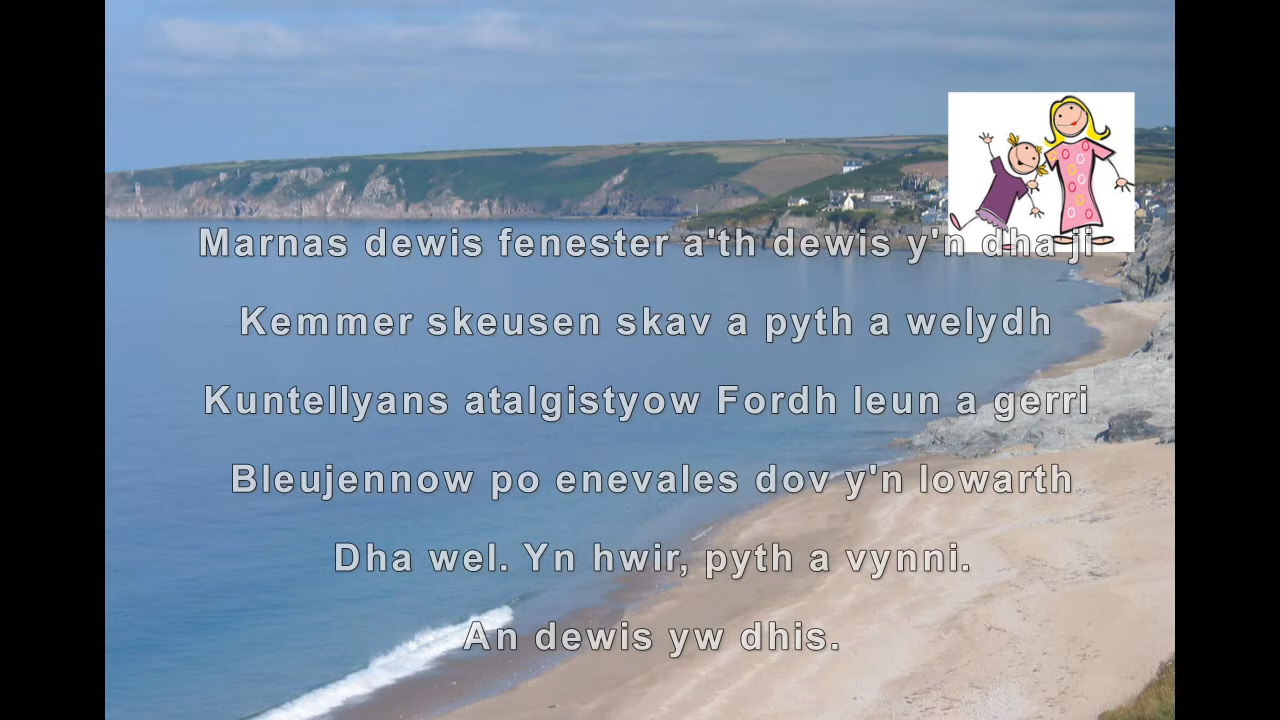 Marnas dewis fenester a'th dewis y'n dha ji
Kemmer skeusen skav a pyth a welydh
Kuntellyans atalgistyow Fordh leun a gerri
Bleujennow po enevales dov y'n lowarth
Dha wel. Yn hwir, pyth a vynni.
An dewis yw dhis.